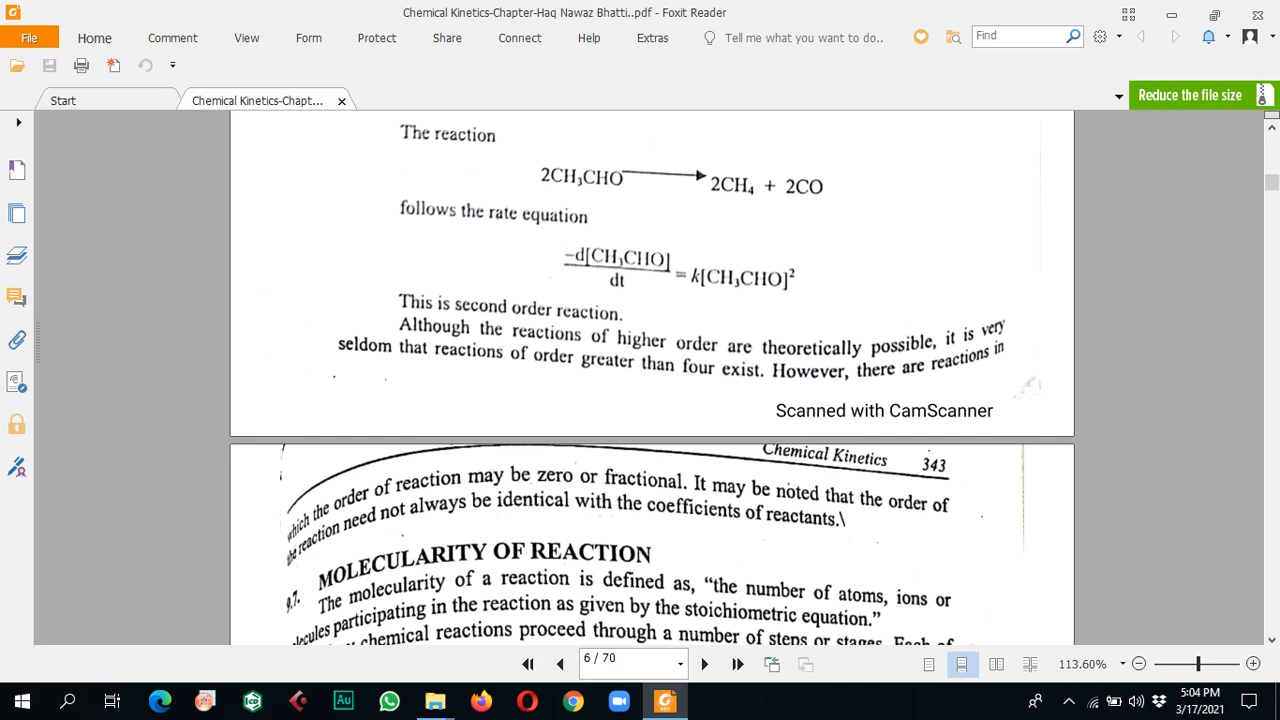 Chemical Kinetics-Chapter-Haq Nawaz Bhatti..pdf - Foxit Reader
File Home Comment View Form Protect Share Connect Help Extras Tell me what you want to do.. Find
Start Chemical Kinetics-Chapt... Reduce the file size
The reaction
2CH₃CHO ⟶ 2CH₄ + 2CO
follows the rate equation
−d[CH₃CHO]
dt
= k[CH₃CHO]²
This is second order reaction.
Although the reactions of higher order are theoretically possible, it is very
seldom that reactions of order greater than four exist. However, there are reactions in
Scanned with CamScanner
Chemical Kinetics 343
which the order of reaction may be zero or fractional. It may be noted that the order of
the reaction need not always be identical with the coefficients of reactants.\
9.7. MOLECULARITY OF REACTION
The molecularity of a reaction is defined as, “the number of atoms, ions or
participating in the reaction as given by the stoichiometric equation.”
chemical reactions proceed through a number of steps or stages. Each of
6 / 70
113.60%
Au
5:04 PM
3/17/2021